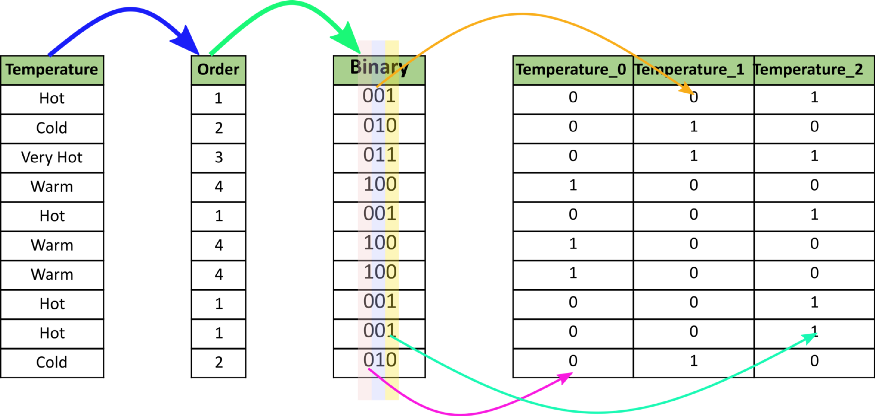 Temperature Order Binary Temperature_0 Temperature_1 Temperature_2
Hot 1 001 0 0 1
Cold 2 010 0 1 0
Very Hot 3 011 0 1 1
Warm 4 100 1 0 0
Hot 1 001 0 0 1
Warm 4 100 1 0 0
Warm 4 100 1 0 0
Hot 1 001 0 0 1
Hot 1 001 0 0 1
Cold 2 010 0 1 0